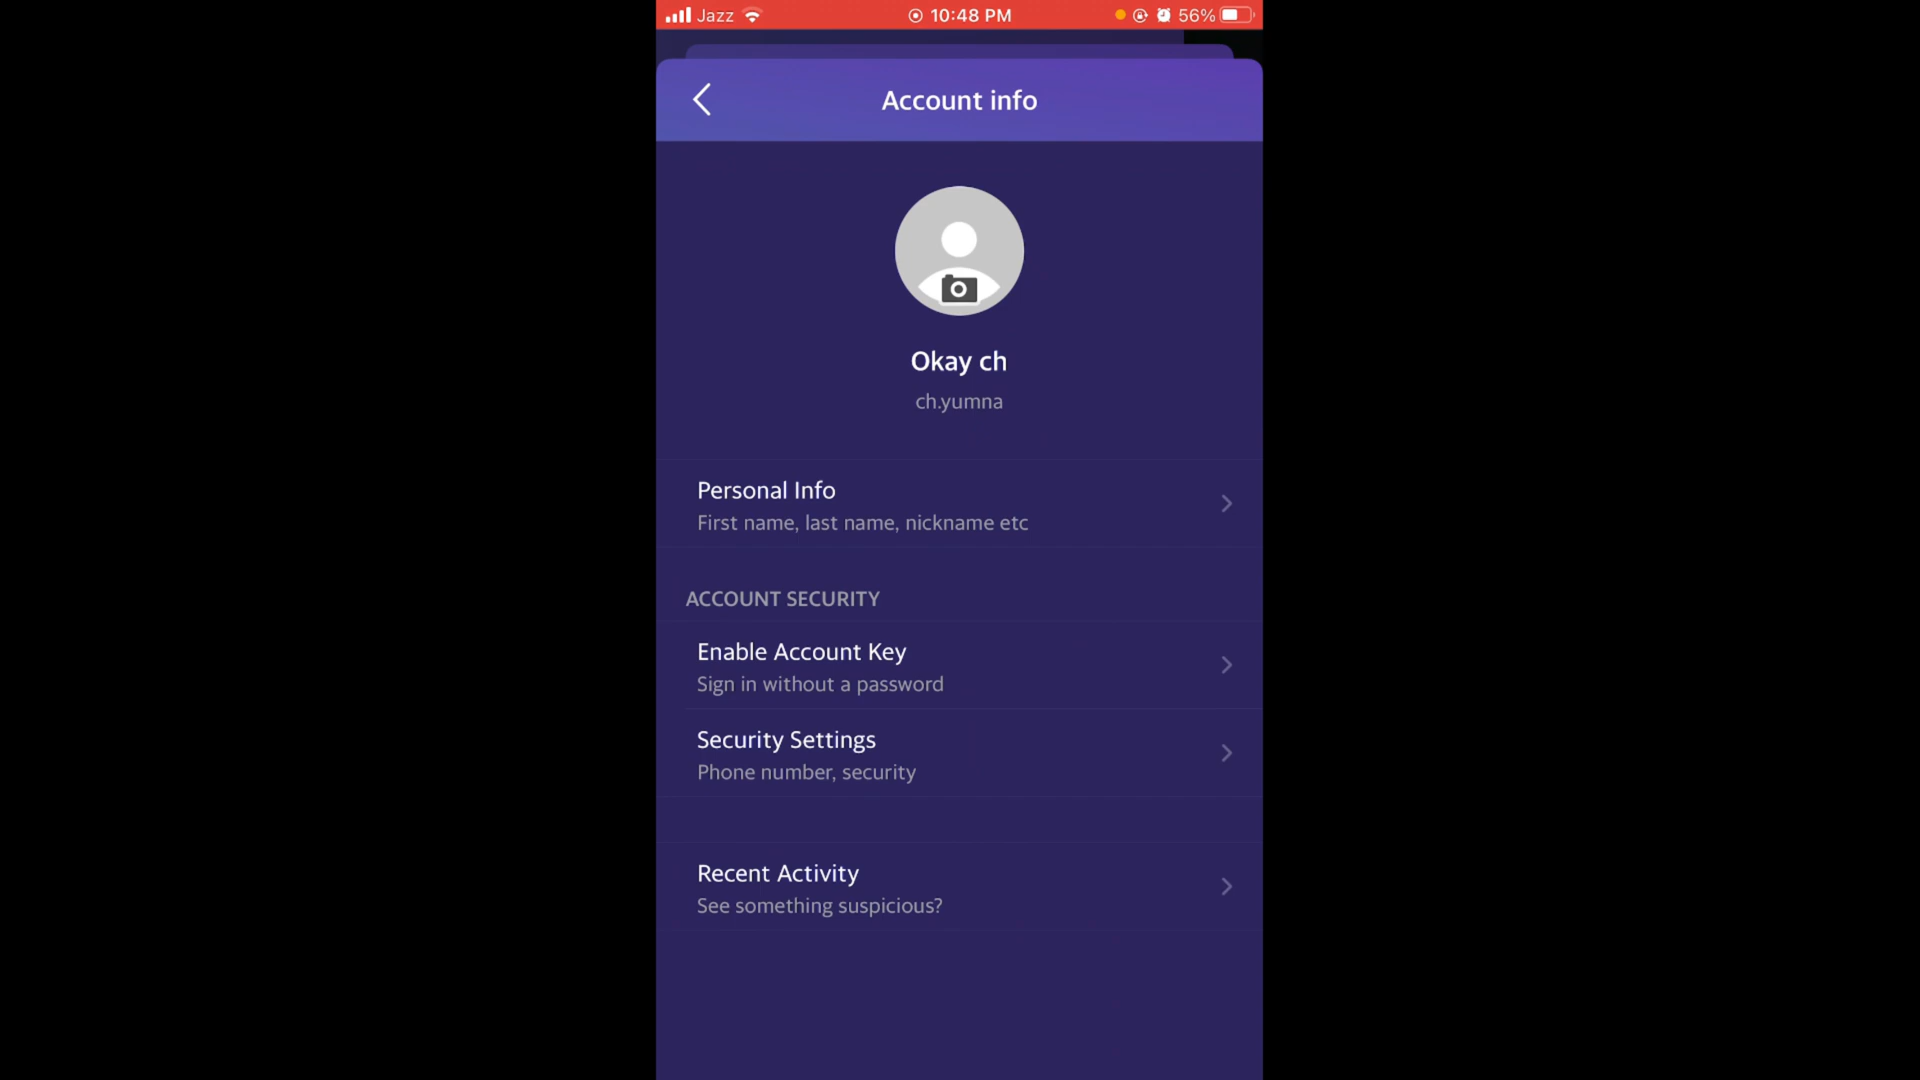 Jazz 10:48 PM 56%
Account info
Okay ch
ch.yumna
Personal Info
First name, last name, nickname etc
ACCOUNT SECURITY
Enable Account Key
Sign in without a password
Security Settings
Phone number, security
Recent Activity
See something suspicious?